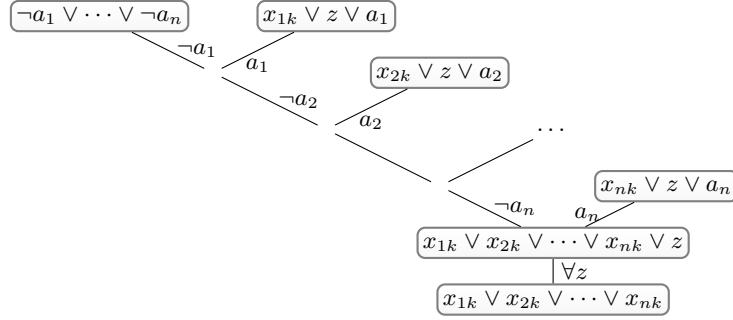 ¬a₁ ∨ ⋯ ∨ ¬aₙ
x₁ₖ ∨ z ∨ a₁
¬a₁
a₁
x₂ₖ ∨ z ∨ a₂
¬a₂
a₂
⋯
xₙₖ ∨ z ∨ aₙ
¬aₙ
aₙ
x₁ₖ ∨ x₂ₖ ∨ ⋯ ∨ xₙₖ ∨ z
∀z
x₁ₖ ∨ x₂ₖ ∨ ⋯ ∨ xₙₖ